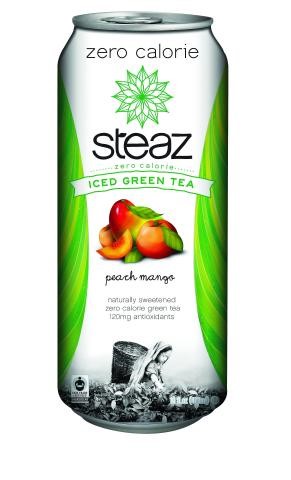 zero calorie
steaz
zero calorie
ICED GREEN TEA
peach mango
naturally sweetened
zero calorie green tea
120mg antioxidants